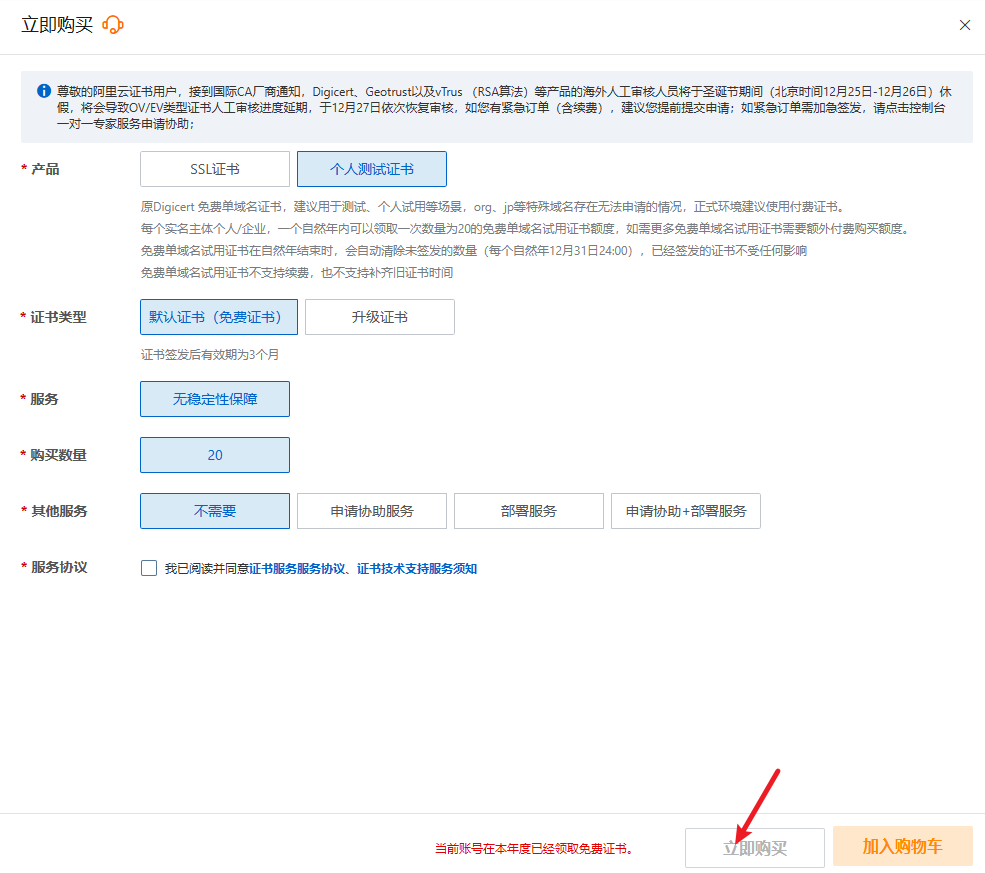 立即购买
尊敬的阿里云证书用户，接到国际CA厂商通知，Digicert、Geotrust以及vTrus （RSA算法）等产品的海外人工审核人员将于圣诞节期间（北京时间12月25日-12月26日）休
假，将会导致OV/EV类型证书人工审核进度延期，于12月27日依次恢复审核，如您有紧急订单（含续费），建议您提前提交申请；如紧急订单需加急签发，请点击控制台
一对一专家服务申请协助；
* 产品 SSL证书 个人测试证书
原Digicert 免费单域名证书，建议用于测试、个人试用等场景，org、jp等特殊域名存在无法申请的情况，正式环境建议使用付费证书。
每个实名主体个人/企业，一个自然年内可以领取一次数量为20的免费单域名试用证书额度，如需更多免费单域名试用证书需要额外付费购买额度。
免费单域名试用证书在自然年结束时，会自动清除未签发的数量（每个自然年12月31日24:00），已经签发的证书不受任何影响
免费单域名试用证书不支持续费，也不支持补齐旧证书时间
* 证书类型 默认证书（免费证书） 升级证书
证书签发后有效期为3个月
* 服务 无稳定性保障
* 购买数量 20
* 其他服务 不需要 申请协助服务 部署服务 申请协助+部署服务
* 服务协议 我已阅读并同意证书服务服务协议、证书技术支持服务须知
当前账号在本年度已经领取免费证书。 立即购买 加入购物车